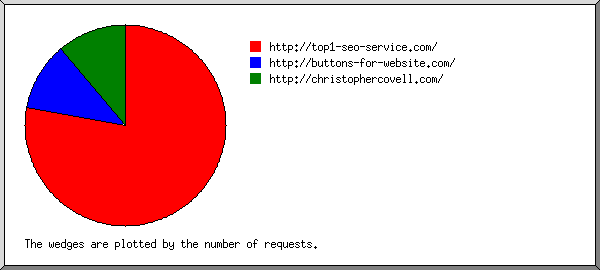 http://top1-seo-service.com/
http://buttons-for-website.com/
http://christophercovell.com/
The wedges are plotted by the number of requests.